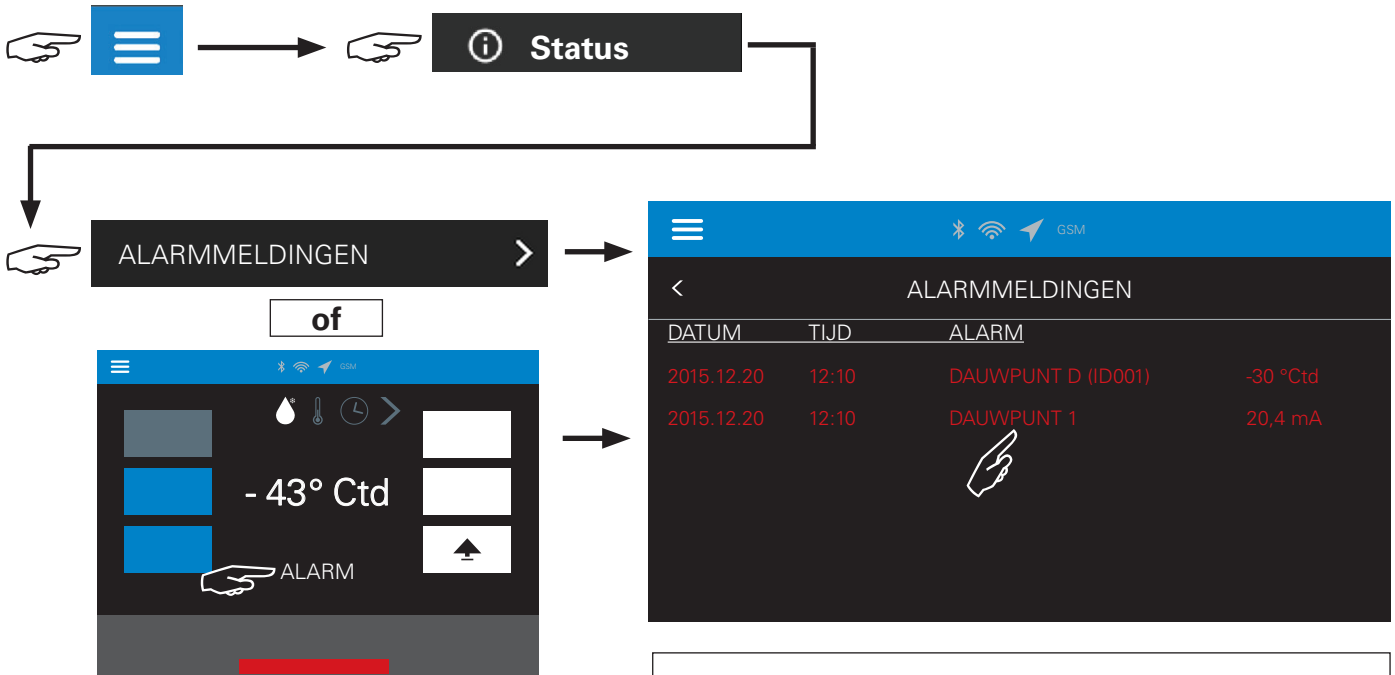 Status
ALARMMELDINGEN
of
GSM
- 43° Ctd
ALARM
GSM
ALARMMELDINGEN
DATUM TIJD ALARM
2015.12.20 12:10 DAUWPUNT D (ID001) -30 °Ctd
2015.12.20 12:10 DAUWPUNT 1 20,4 mA